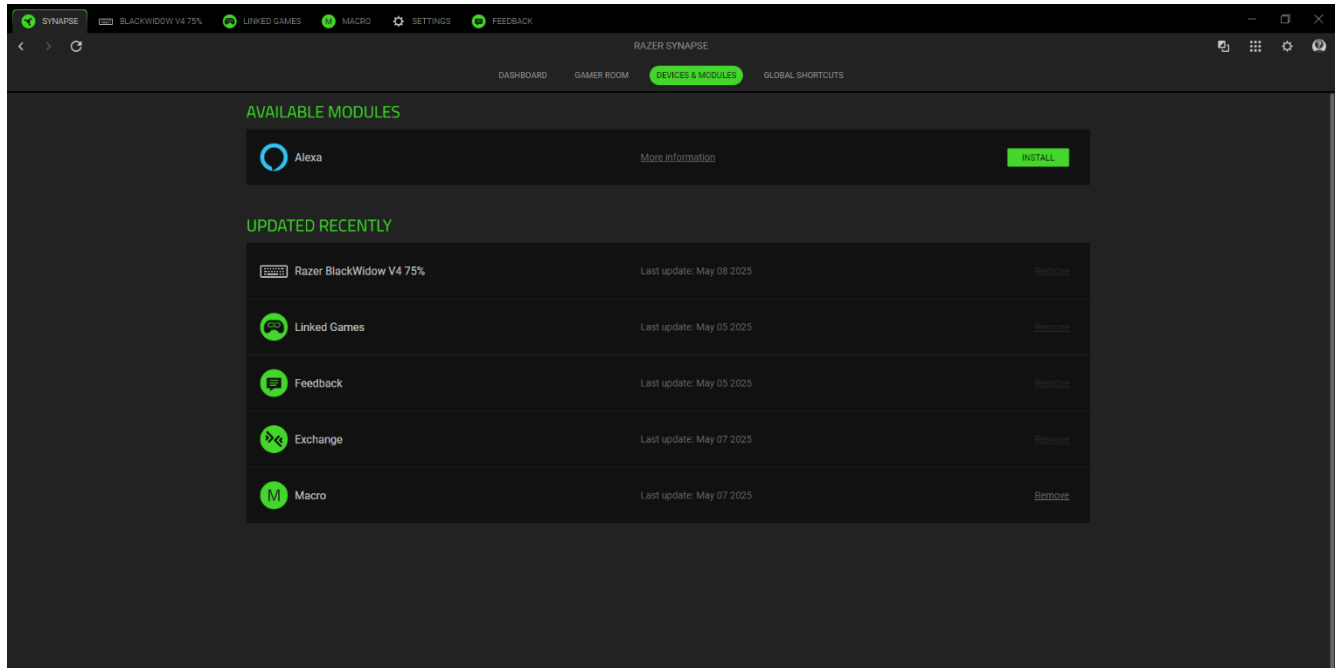 SYNAPSE BLACKWIDOW V4 75% LINKED GAMES M MACRO SETTINGS FEEDBACK
RAZER SYNAPSE
DASHBOARD GAMER ROOM DEVICES & MODULES GLOBAL SHORTCUTS
AVAILABLE MODULES
Alexa More information INSTALL
UPDATED RECENTLY
Razer BlackWidow V4 75% Last update: May 08 2025 Remove
Linked Games Last update: May 05 2025 Remove
Feedback Last update: May 05 2025 Remove
Exchange Last update: May 07 2025 Remove
M Macro Last update: May 07 2025 Remove